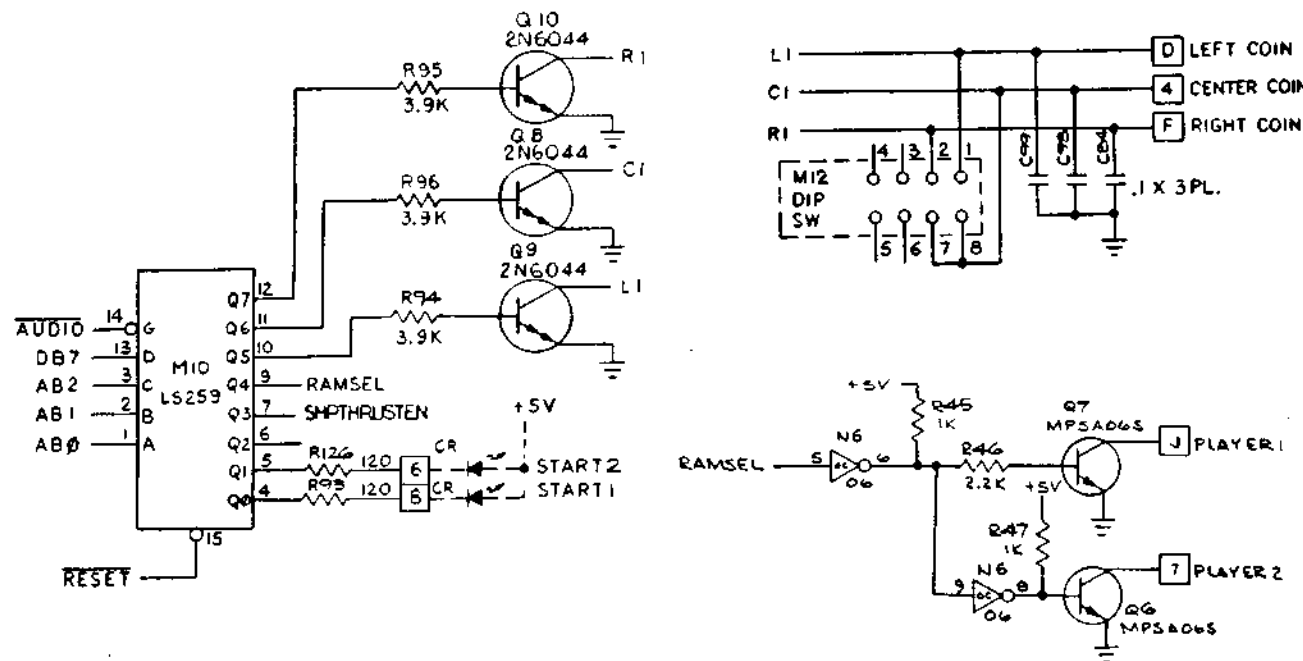 Q10
2N6044
R1
R95
3.9K
Q8
2N6044
C1
R96
3.9K
Q9
2N6044
L1
R94
3.9K
M10
LS259
AUDIO 14 G
DB7 13 D
AB2 3 C
AB1 2 B
ABØ 1 A
Q7 12
Q6 11
Q5 10
Q4 9 RAMSEL
Q3 7 SHPTHRUSTEN
Q2 6
Q1 5 R126 120 6 CR START2
Q0 4 R93 120 B CR START1
+5V
15
RESET
L1 D LEFT COIN
C1 4 CENTER COIN
R1 F RIGHT COIN
4 3 2 1
M12
DIP
SW
5 6 7 8
C99 C98 C84
.1 X 3PL.
+5V
R45
1K
Q7
MPSA06S
J PLAYER 1
RAMSEL 5 N6 6
06
R46
2.2K
+5V
R47
1K
9 N6 8
OC
06
7 PLAYER 2
Q6
MPSA06S